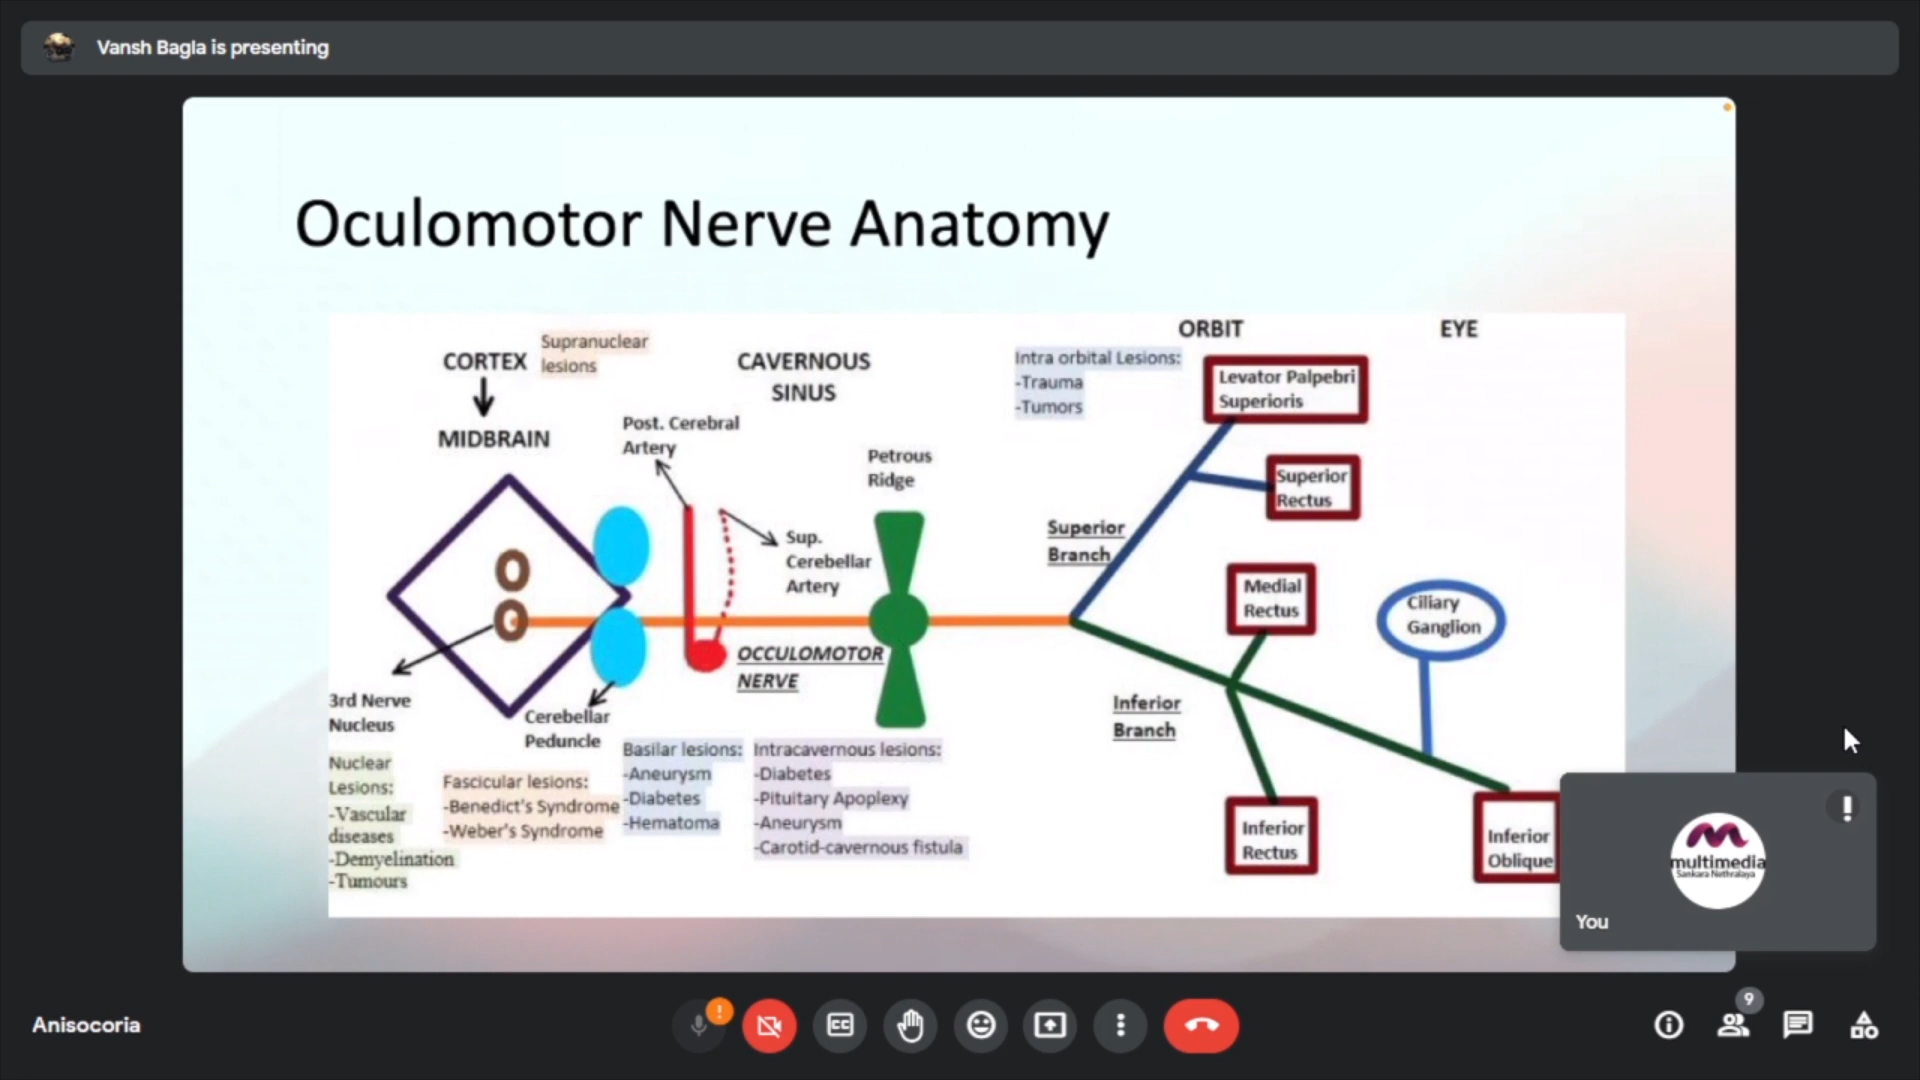 Vansh Bagla is presenting
Oculomotor Nerve Anatomy
CORTEX
Supranuclear
lesions
MIDBRAIN
CAVERNOUS
SINUS
Post. Cerebral
Artery
Sup.
Cerebellar
Artery
Petrous
Ridge
OCCULOMOTOR
NERVE
3rd Nerve
Nucleus
Cerebellar
Peduncle
Nuclear
Lesions:
-Vascular
diseases
-Demyelination
-Tumours
Fascicular lesions:
-Benedict's Syndrome
-Weber's Syndrome
Basilar lesions:
-Aneurysm
-Diabetes
-Hematoma
Intracavernous lesions:
-Diabetes
-Pituitary Apoplexy
-Aneurysm
-Carotid-cavernous fistula
ORBIT
EYE
Intra orbital Lesions:
-Trauma
-Tumors
Levator Palpebri
Superioris
Superior
Rectus
Superior
Branch
Medial
Rectus
Ciliary
Ganglion
Inferior
Branch
Inferior
Rectus
Inferior
Oblique
multimedia
Sankara Nethralaya
You
Anisocoria
CC
9